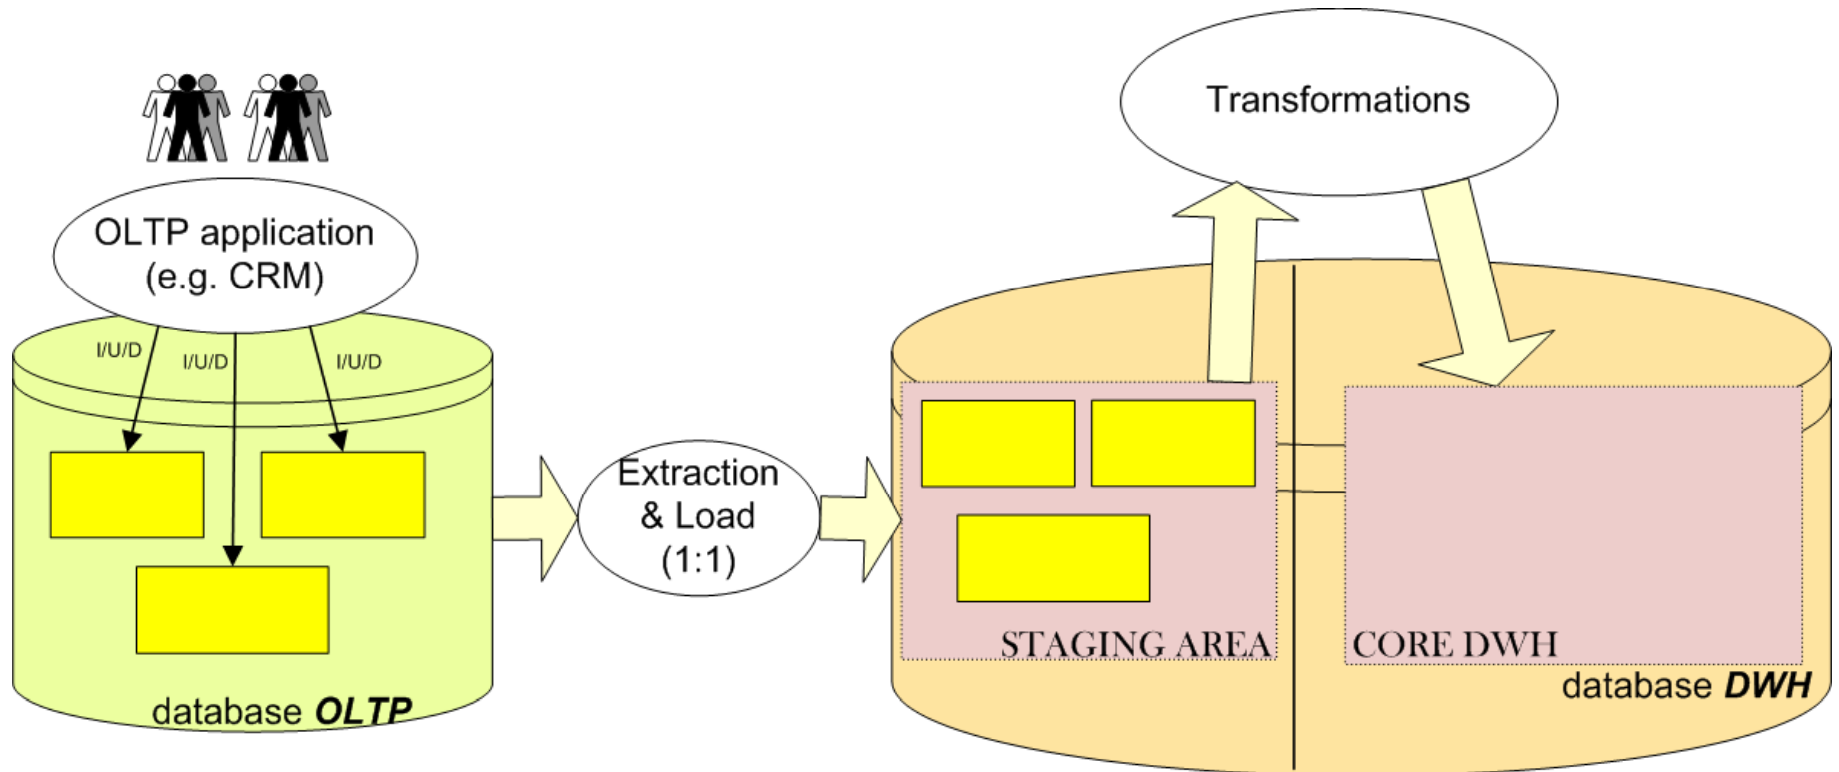 Transformations
OLTP application
(e.g. CRM)
I/U/D
I/U/D
I/U/D
Extraction
& Load
(1:1)
STAGING AREA
CORE DWH
database DWH
database OLTP